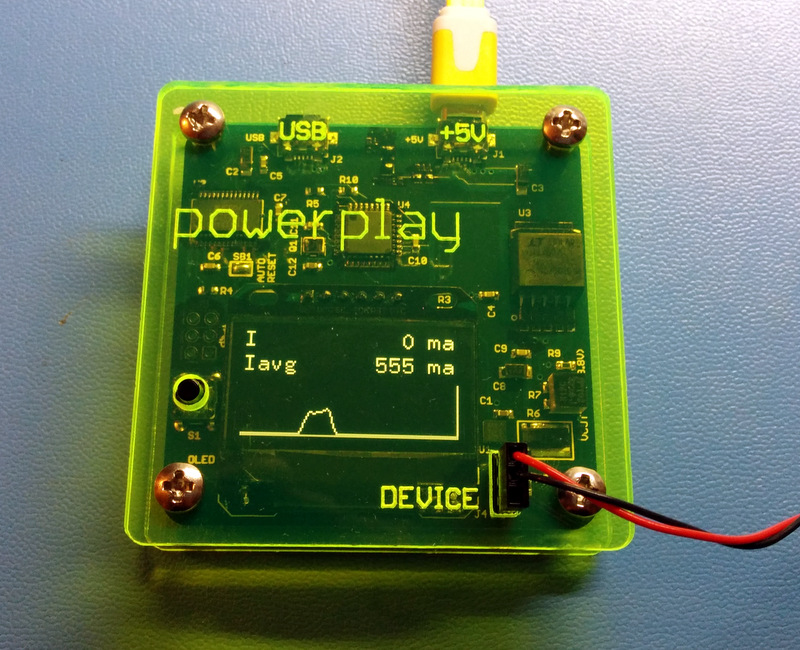 USB
USB
+5V
+5V
J2
J1
C2
C5
R10
C3
C7
R5
U4
powerplay
U3
Q1
C6
SB1
AUTO RESET
C12
C10
R4
R3
C4
I 0 ma
Iavg 555 ma
C9
R9
C8
R7
C1
R6
S1
OLED
DEVICE
J4